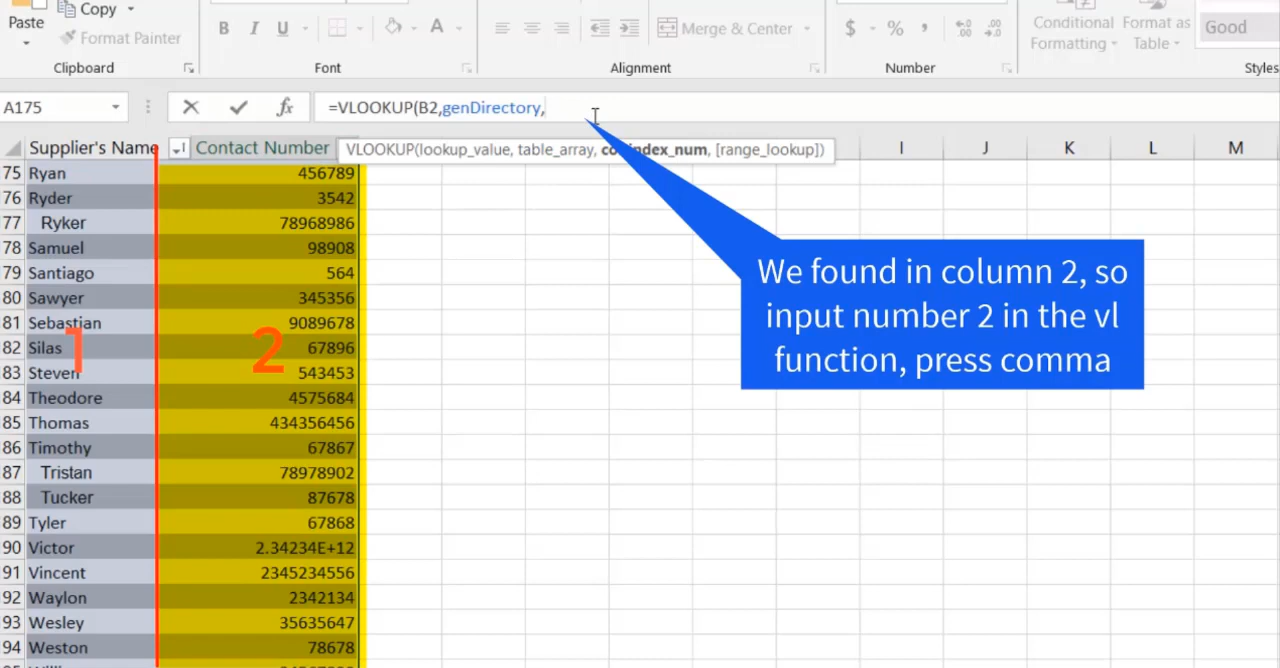 Copy
Paste
Format Painter
B I U
A
Merge & Center
$ % ,
Conditional Formatting
Format as Table
Good
Clipboard
Font
Alignment
Number
Styles
A175
fx
=VLOOKUP(B2,genDirectory,
Supplier's Name Contact Number
VLOOKUP(lookup_value, table_array, col_index_num, [range_lookup])
I J K L M
75 Ryan 456789
76 Ryder 3542
77 Ryker 78968986
78 Samuel 98908
79 Santiago 564
80 Sawyer 345356
81 Sebastian 9089678
82 Silas 67896
83 Steven 543453
84 Theodore 4575684
85 Thomas 434356456
86 Timothy 67867
87 Tristan 78978902
88 Tucker 87678
89 Tyler 67868
90 Victor 2.34234E+12
91 Vincent 2345234556
92 Waylon 2342134
93 Wesley 35635647
94 Weston 78678
1
2
We found in column 2, so
input number 2 in the vl
function, press comma